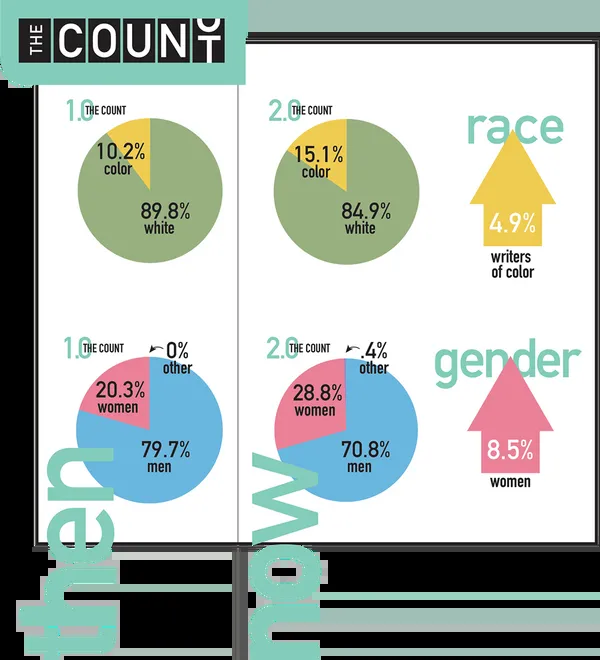 THE COUNT
1.0 THE COUNT
10.2%
color
89.8%
white
2.0 THE COUNT
15.1%
color
84.9%
white
race
4.9%
writers
of color
1.0 THE COUNT
0%
other
20.3%
women
79.7%
men
2.0 THE COUNT
.4%
other
28.8%
women
70.8%
men
gender
8.5%
women
then
now